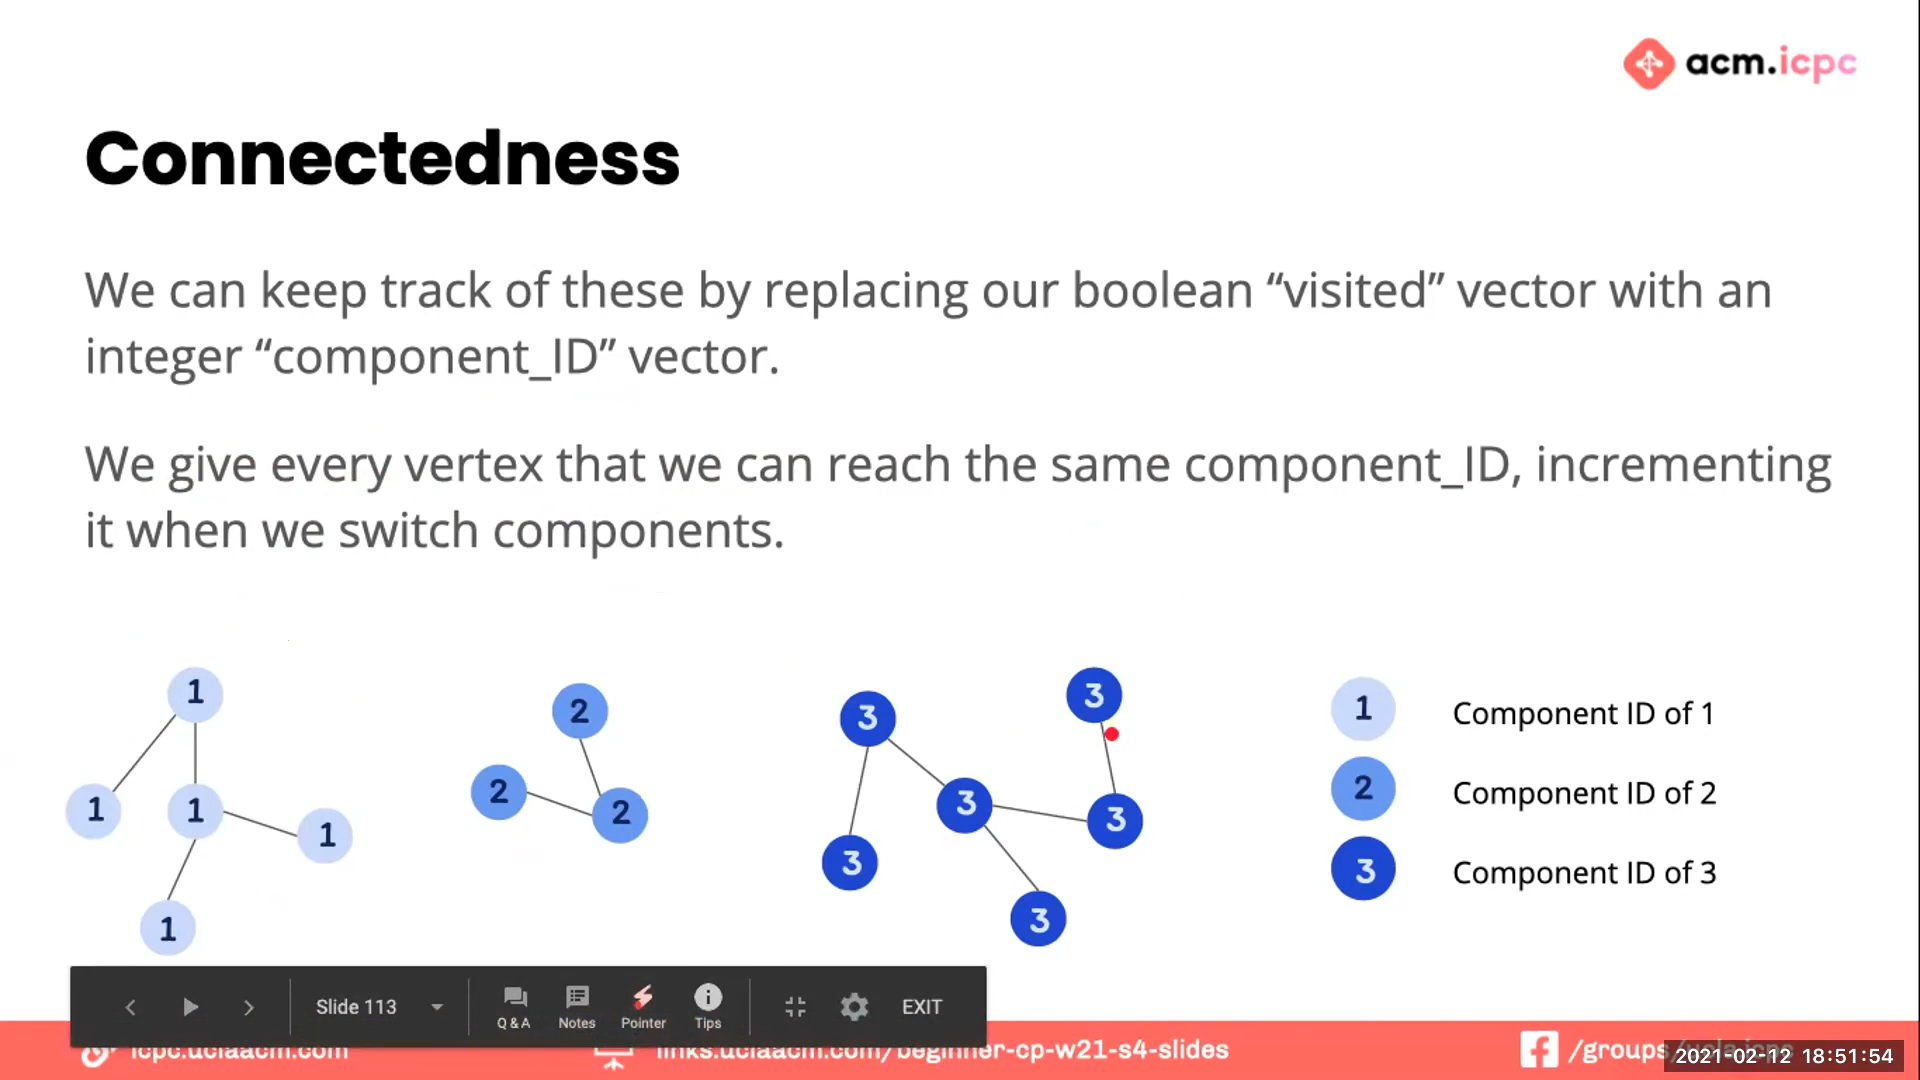 acm.icpc
Connectedness
We can keep track of these by replacing our boolean “visited” vector with an
integer “component_ID” vector.
We give every vertex that we can reach the same component_ID, incrementing
it when we switch components.
1
1
1
1
1
2
2
2
3
3
3
3
3
3
1 Component ID of 1
2 Component ID of 2
3 Component ID of 3
Slide 113
Q & A
Notes
Pointer
Tips
EXIT
icpc.uclaacm.com
links.uclaacm.com/beginner-cp-w21-s4-slides
/groups/
2021-02-12 18:51:54